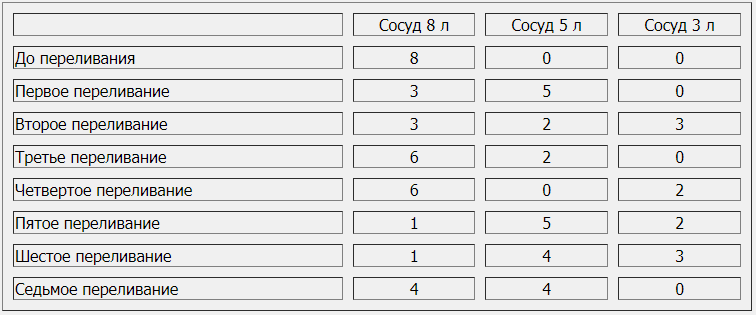 Сосуд 8 л Сосуд 5 л Сосуд 3 л
До переливания 8 0 0
Первое переливание 3 5 0
Второе переливание 3 2 3
Третье переливание 6 2 0
Четвертое переливание 6 0 2
Пятое переливание 1 5 2
Шестое переливание 1 4 3
Седьмое переливание 4 4 0